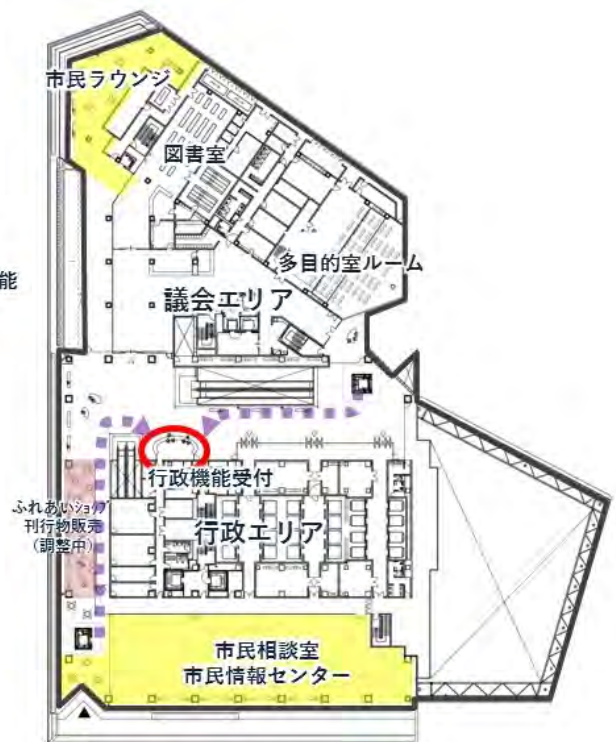 市民ラウンジ
図書室
能
多目的室ルーム
議会エリア
行政機能受付
ふれあいショップ
刊行物販売
（調整中）
行政エリア
市民相談室
市民情報センター